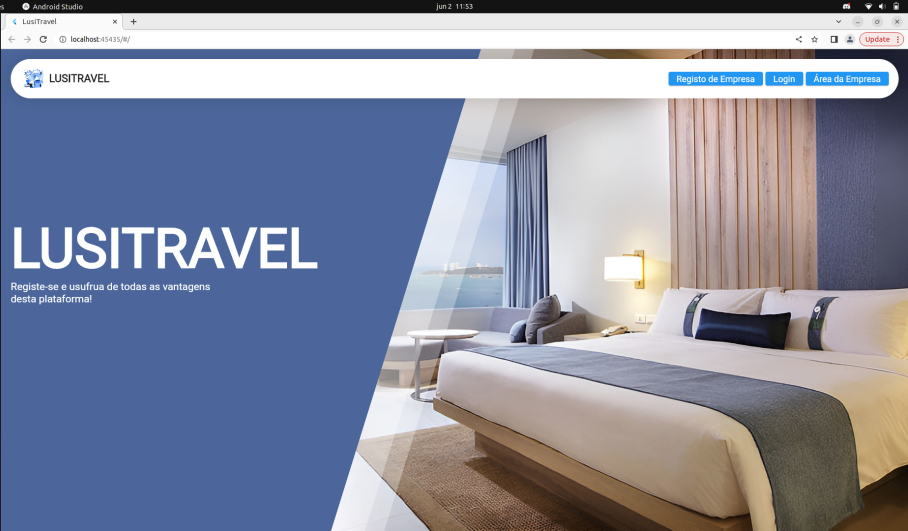 Android Studio
jun 2 11:53
LusiTravel
localhost:45435/#/
Update
LUSITRAVEL
Registo de Empresa
Login
Área da Empresa
LUSITRAVEL
Registe-se e usufrua de todas as vantagens
desta plataforma!